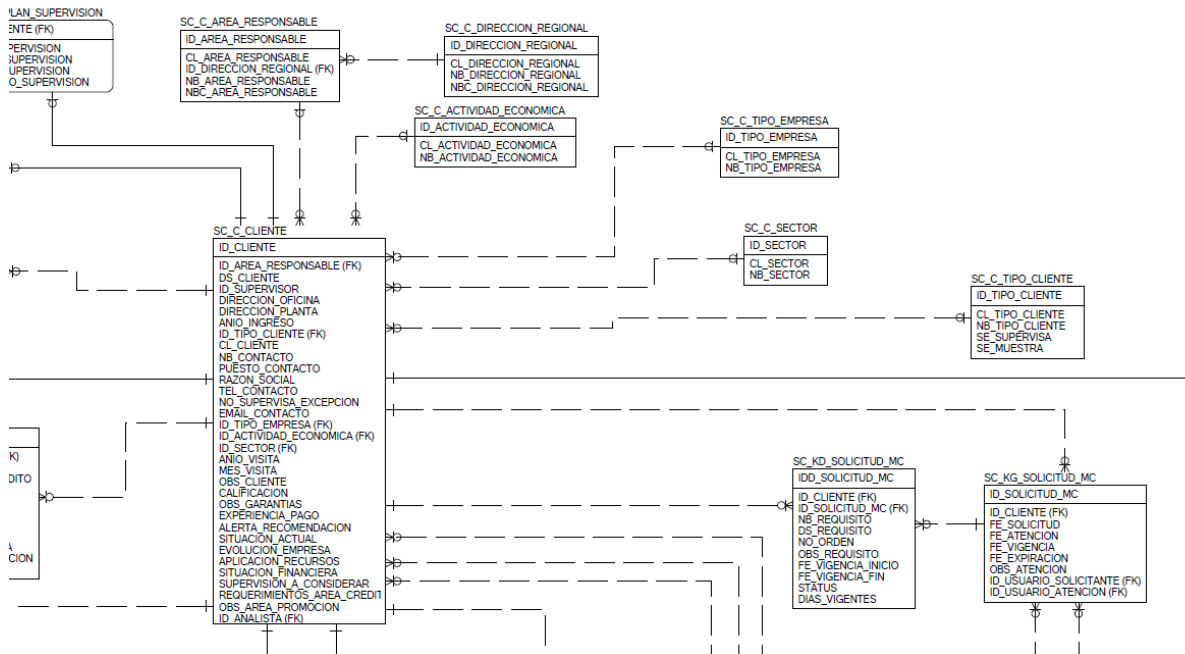 PLAN_SUPERVISION
ENTE (FK)
PERVISION
SUPERVISION
SUPERVISION
O_SUPERVISION
SC_C_AREA_RESPONSABLE
ID_AREA_RESPONSABLE
CL_AREA_RESPONSABLE
ID_DIRECCION_REGIONAL (FK)
NB_AREA_RESPONSABLE
NBC_AREA_RESPONSABLE
SC_C_DIRECCION_REGIONAL
ID_DIRECCION_REGIONAL
CL_DIRECCION_REGIONAL
NB_DIRECCION_REGIONAL
NBC_DIRECCION_REGIONAL
SC_C_ACTIVIDAD_ECONOMICA
ID_ACTIVIDAD_ECONOMICA
CL_ACTIVIDAD_ECONOMICA
NB_ACTIVIDAD_ECONOMICA
SC_C_TIPO_EMPRESA
ID_TIPO_EMPRESA
CL_TIPO_EMPRESA
NB_TIPO_EMPRESA
SC_C_SECTOR
ID_SECTOR
CL_SECTOR
NB_SECTOR
SC_C_TIPO_CLIENTE
ID_TIPO_CLIENTE
CL_TIPO_CLIENTE
NB_TIPO_CLIENTE
SE_SUPERVISA
SE_MUESTRA
SC_C_CLIENTE
ID_CLIENTE
ID_AREA_RESPONSABLE (FK)
DS_CLIENTE
ID_SUPERVISOR
DIRECCION_OFICINA
DIRECCION_PLANTA
ANIO_INGRESO
ID_TIPO_CLIENTE (FK)
CL_CLIENTE
NB_CONTACTO
PUESTO_CONTACTO
RAZON_SOCIAL
TEL_CONTACTO
NO_SUPERVISA_EXCEPCION
EMAIL_CONTACTO
ID_TIPO_EMPRESA (FK)
ID_ACTIVIDAD_ECONOMICA (FK)
ID_SECTOR (FK)
ANIO_VISITA
MES_VISITA
OBS_CLIENTE
CALIFICACION
OBS_GARANTIAS
EXPERIENCIA_PAGO
ALERTA_RECOMENDACION
SITUACION_ACTUAL
EVOLUCION_EMPRESA
APLICACION_RECURSOS
SITUACION_FINANCIERA
SUPERVISION_A_CONSIDERAR
REQUERIMIENTOS_AREA_CREDIT
OBS_AREA_PROMOCION
ID_ANALISTA (FK)
K)
DITO
A
CION
SC_KD_SOLICITUD_MC
IDD_SOLICITUD_MC
ID_CLIENTE (FK)
ID_SOLICITUD_MC (FK)
NB_REQUISITO
DS_REQUISITO
NO_ORDEN
OBS_REQUISITO
FE_VIGENCIA_INICIO
FE_VIGENCIA_FIN
STATUS
DIAS_VIGENTES
SC_KG_SOLICITUD_MC
ID_SOLICITUD_MC
ID_CLIENTE (FK)
FE_SOLICITUD
FE_ATENCION
FE_VIGENCIA
FE_EXPIRACION
OBS_ATENCION
ID_USUARIO_SOLICITANTE (FK)
ID_USUARIO_ATENCION (FK)